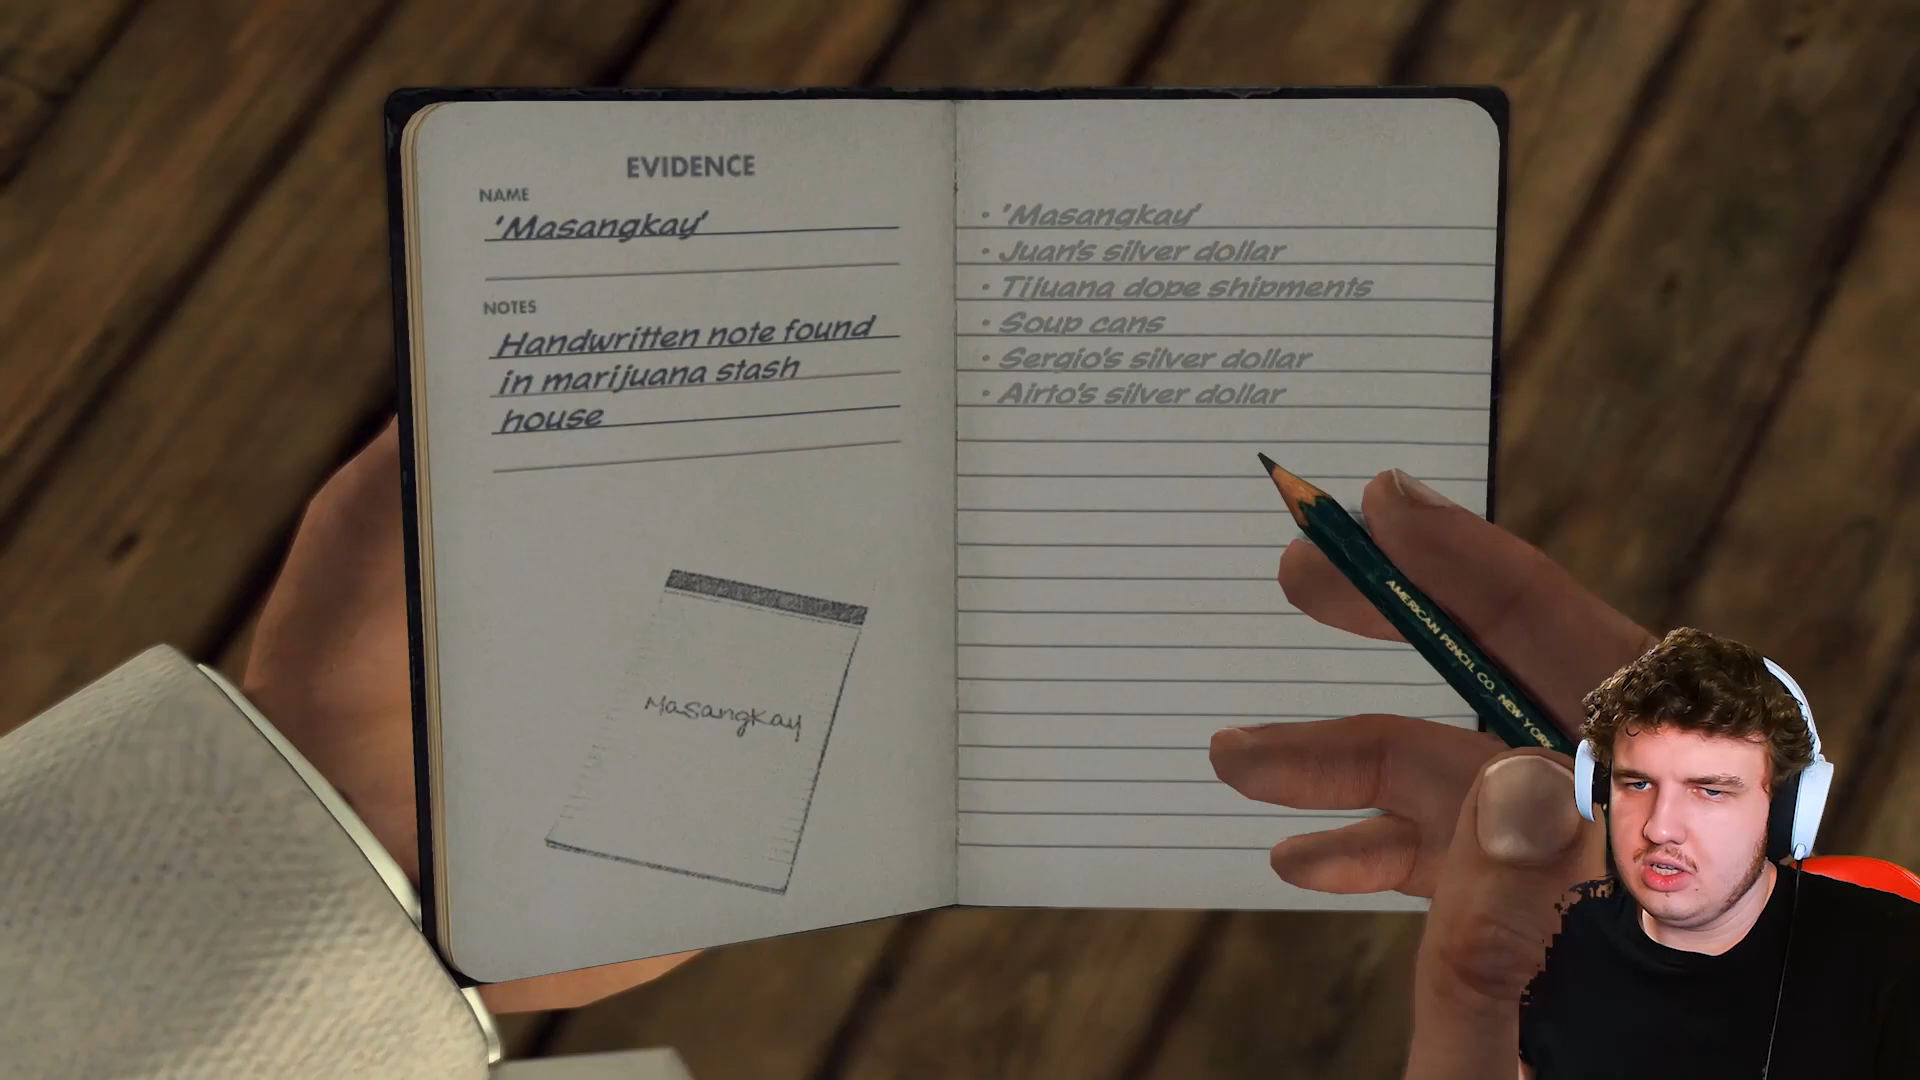 EVIDENCE
NAME
'Masangkay'
NOTES
Handwritten note found
in marijuana stash
house
Masangkay
• 'Masangkay'
• Juan's silver dollar
• Tijuana dope shipments
• Soup cans
• Sergio's silver dollar
• Airto's silver dollar
AMERICAN PENCIL CO. NEW YORK